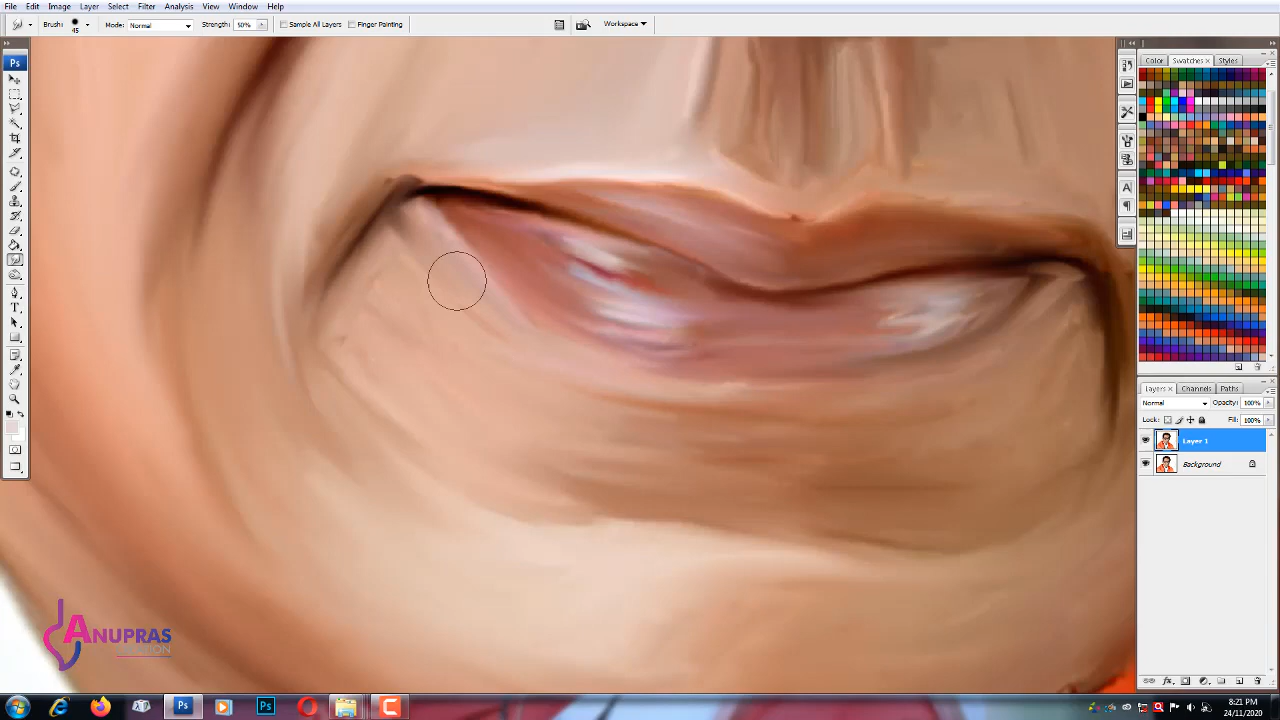 File Edit Image Layer Select Filter Analysis View Window Help
Brush: 45 Mode: Normal Strength: 50% Sample All Layers Finger Painting Workspace
Ps
Color Swatches× Styles
A
T
Layers× Channels Paths
Normal Opacity: 100%
Lock: Fill: 100%
Layer 1
Background
ANUPRAS
8:21 PM
24/11/2020